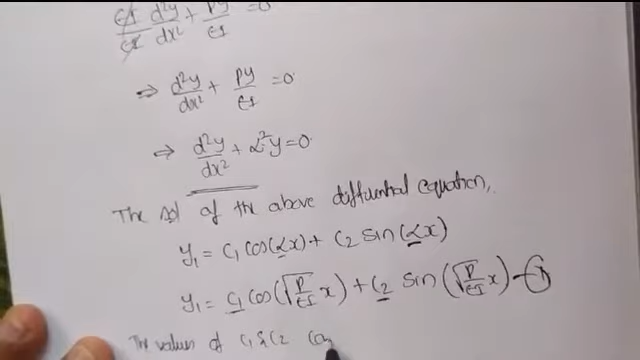 EI/EI d²y/dx² + Py/EI = 0
⇒ d²y/dx² + Py/EI = 0
⇒ d²y/dx² + α²y = 0
The sol of the above differential equation,
y₁ = C₁ cos(αx) + C₂ sin(αx)
y₁ = C₁ cos(√(P/EI) x) + C₂ sin(√(P/EI) x) — ①
The values of C₁ & C₂ can